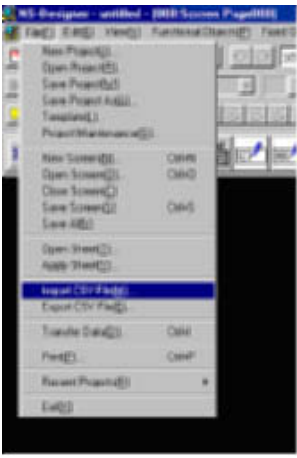 NS-Designer - untitled - [000:Screen Page000]
File(F) Edit(E) View(V) Functional Objects(P) Fixed
New Project(N)...
Open Project(P)...
Save Project
Save Project As
Template(L)
Project Maintenance(G)...
New Screen(N)... Ctrl+N
Open Screen(O)... Ctrl+O
Close Screen(C)
Save Screen(S) Ctrl+S
Save All
Open Sheet
Apply Sheet
Import CSV File(M)...
Export CSV File
Transfer Data
Print(P)... Ctrl+P
Recent Projects
Exit(X)